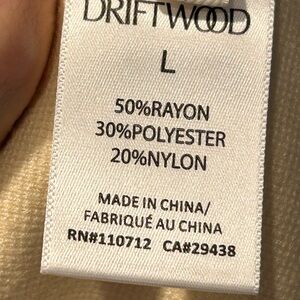 DRIFTWOOD
L
50%RAYON
30%POLYESTER
20%NYLON
MADE IN CHINA/
FABRIQUÉ AU CHINA
RN#110712 CA#29438